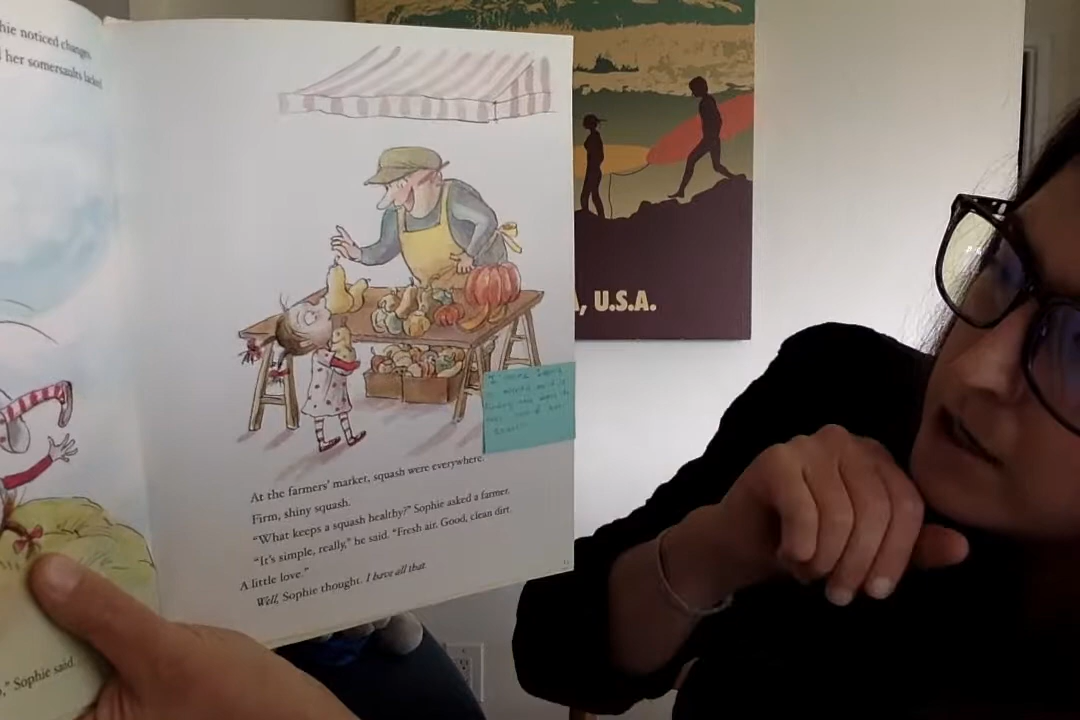 hie noticed changes.
her somersaults lacked
," Sophie said.
At the farmers' market, squash were everywhere.
Firm, shiny squash.
"What keeps a squash healthy?" Sophie asked a farmer.
"It's simple, really," he said. "Fresh air. Good, clean dirt.
A little love."
Well, Sophie thought. I have all that.
, U.S.A.